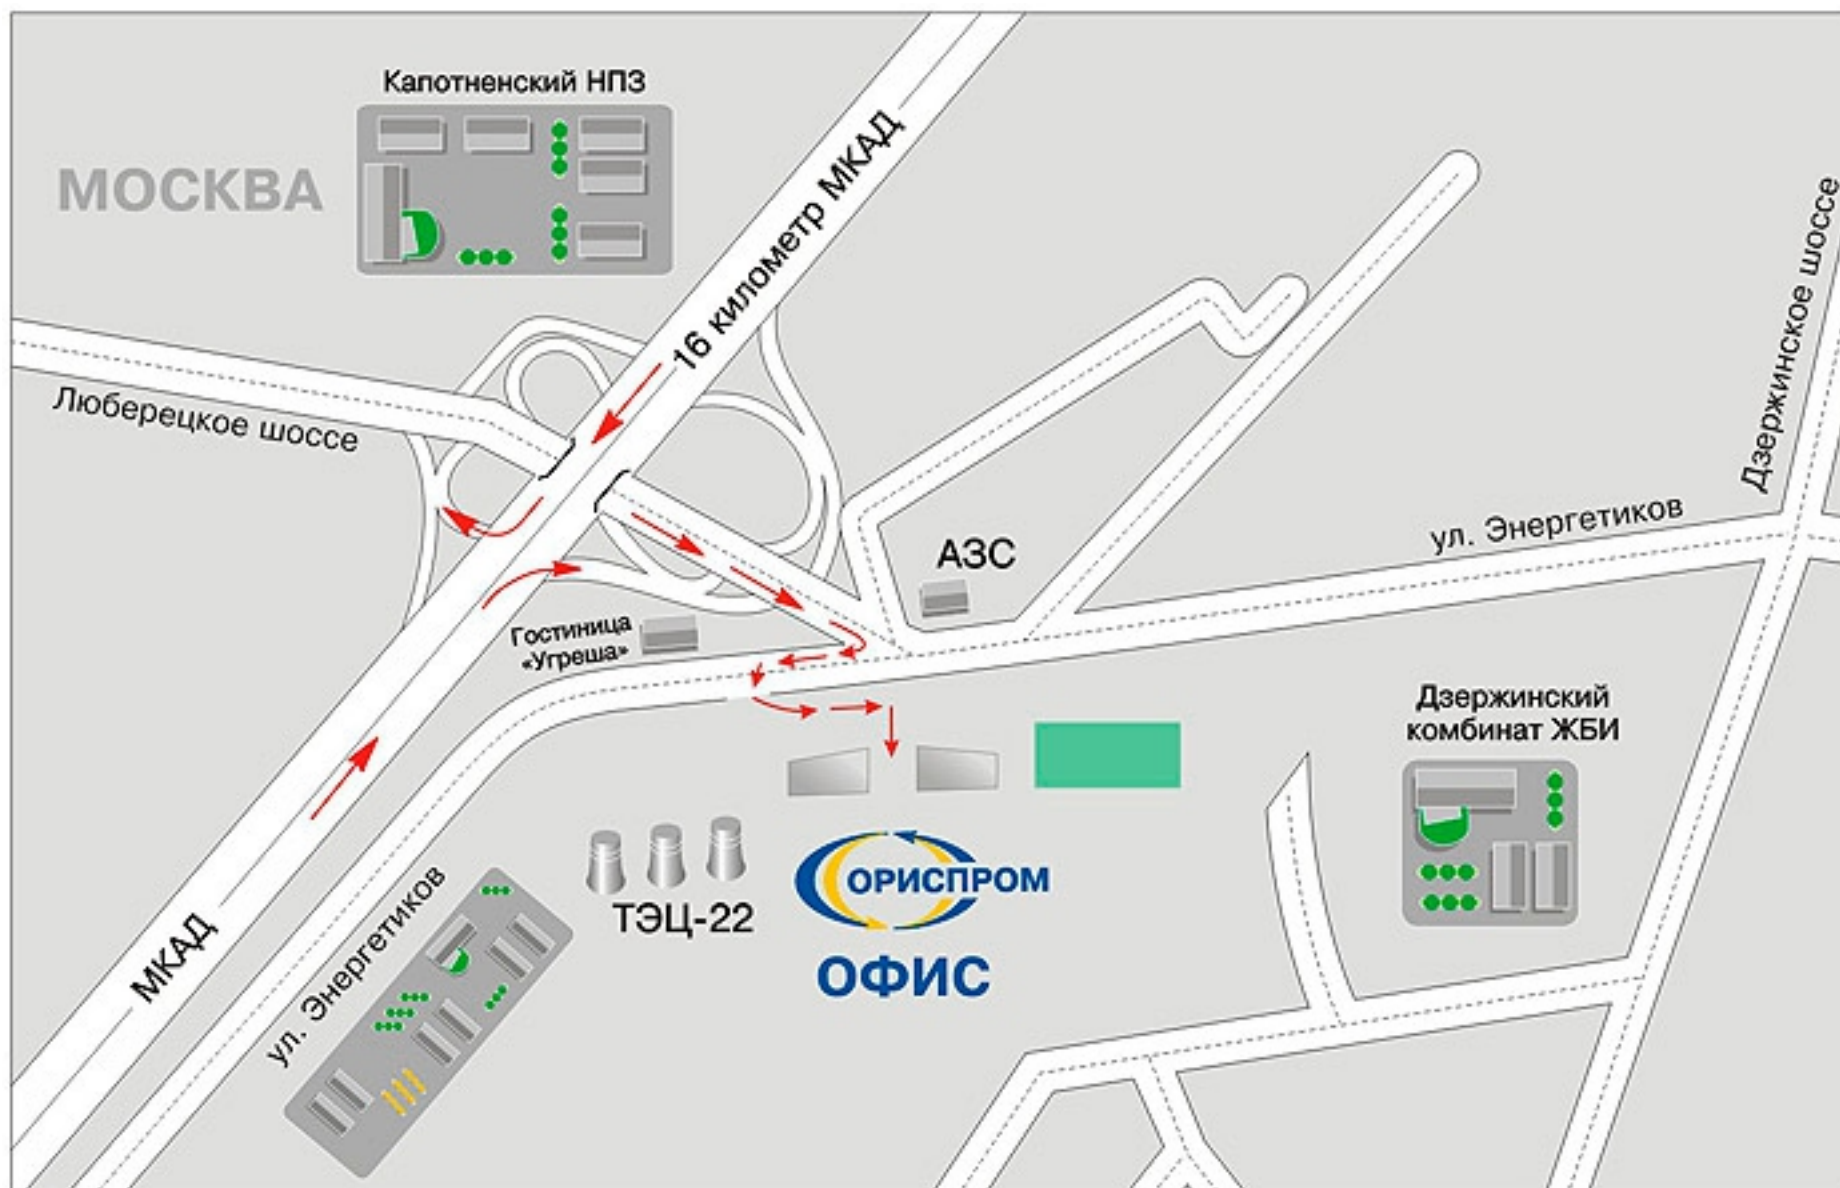 Капотненский НПЗ
МОСКВА
16 километр МКАД
Люберецкое шоссе
Дзержинское шоссе
ул. Энергетиков
АЗС
Гостиница
«Угреша»
Дзержинский
комбинат ЖБИ
ОРИСПРОМ
ТЭЦ-22
ОФИС
МКАД
ул. Энергетиков